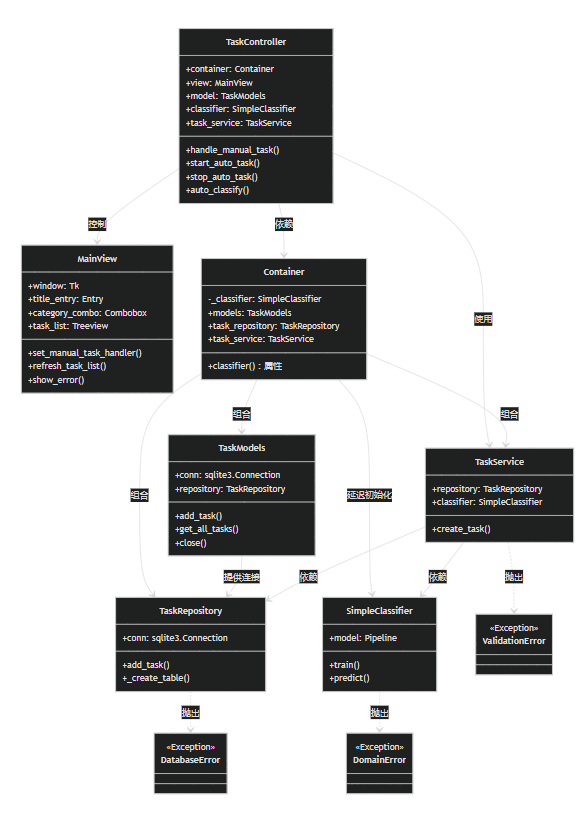 TaskController
+container: Container
+view: MainView
+model: TaskModels
+classifier: SimpleClassifier
+task_service: TaskService
+handle_manual_task()
+start_auto_task()
+stop_auto_task()
+auto_classify()
控制
依赖
使用
MainView
+window: Tk
+title_entry: Entry
+category_combo: Combobox
+task_list: Treeview
+set_manual_task_handler()
+refresh_task_list()
+show_error()
Container
-_classifier: SimpleClassifier
+models: TaskModels
+task_repository: TaskRepository
+task_service: TaskService
+classifier() : 属性
组合
组合
组合
延迟初始化
TaskModels
+conn: sqlite3.Connection
+repository: TaskRepository
+add_task()
+get_all_tasks()
+close()
TaskService
+repository: TaskRepository
+classifier: SimpleClassifier
+create_task()
提供连接
依赖
依赖
抛出
TaskRepository
+conn: sqlite3.Connection
+add_task()
+_create_table()
SimpleClassifier
+model: Pipeline
+train()
+predict()
«Exception»
ValidationError
抛出
抛出
«Exception»
DatabaseError
«Exception»
DomainError